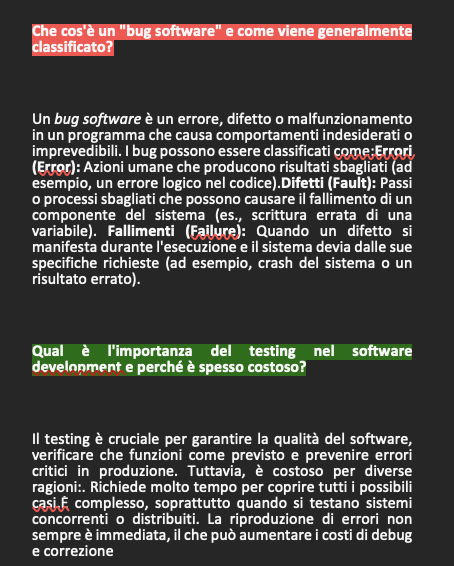 Che cos'è un "bug software" e come viene generalmente
classificato?
Un bug software è un errore, difetto o malfunzionamento
in un programma che causa comportamenti indesiderati o
imprevedibili. I bug possono essere classificati come:Errori
(Error): Azioni umane che producono risultati sbagliati (ad
esempio, un errore logico nel codice).Difetti (Fault): Passi
o processi sbagliati che possono causare il fallimento di un
componente del sistema (es., scrittura errata di una
variabile). Fallimenti (Failure): Quando un difetto si
manifesta durante l'esecuzione e il sistema devia dalle sue
specifiche richieste (ad esempio, crash del sistema o un
risultato errato).
Qual è l'importanza del testing nel software
development e perché è spesso costoso?
Il testing è cruciale per garantire la qualità del software,
verificare che funzioni come previsto e prevenire errori
critici in produzione. Tuttavia, è costoso per diverse
ragioni:. Richiede molto tempo per coprire tutti i possibili
casi.È complesso, soprattutto quando si testano sistemi
concorrenti o distribuiti. La riproduzione di errori non
sempre è immediata, il che può aumentare i costi di debug
e correzione